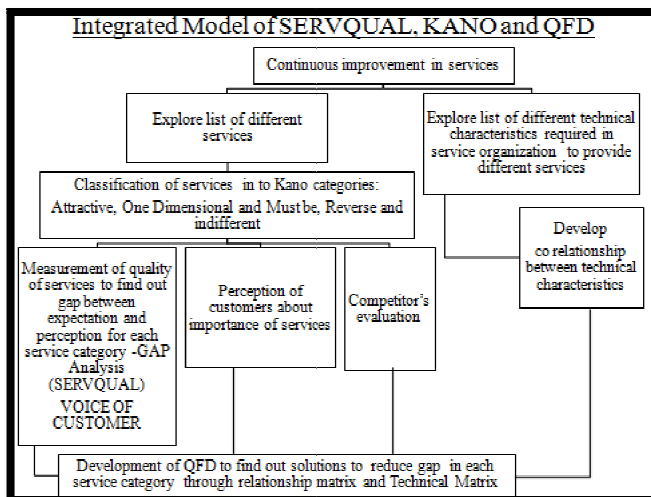 Integrated Model of SERVQUAL, KANO and QFD
Continuous improvement in services
Explore list of different
services
Explore list of different technical
characteristics required in
service organization to provide
different services
Classification of services in to Kano categories:
Attractive, One Dimensional and Must be, Reverse and
indifferent
Develop
co relationship
between technical
characteristics
Measurement of quality
of services to find out
gap between
expectation and
perception for each
service category -GAP
Analysis
(SERVQUAL)
VOICE OF
CUSTOMER
Perception of
customers about
importance of services
Competitor's
evaluation
Development of QFD to find out solutions to reduce gap in each
service category through relationship matrix and Technical Matrix